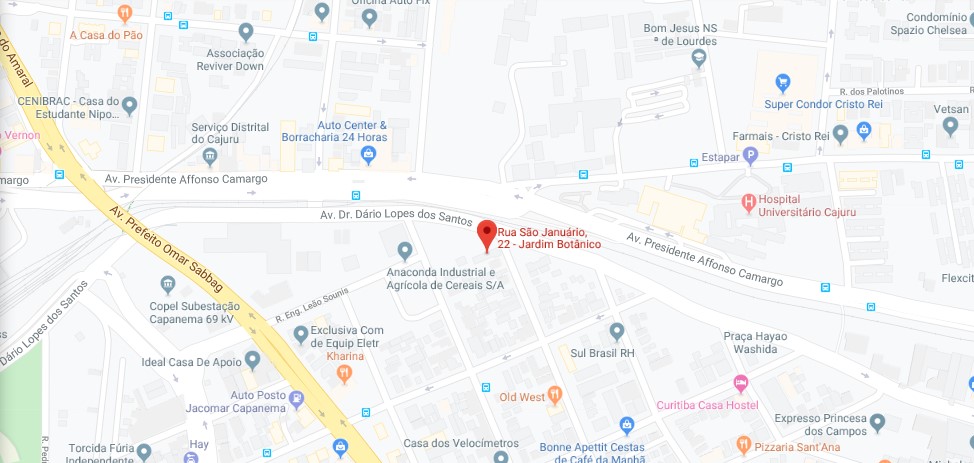 Oficina Auto Fix
A Casa do Pão
Associação
Reviver Down
Bom Jesus NS
ª de Lourdes
Condomínio
Spazio Chelsea
do Amaral
CENIBRAC - Casa do
Estudante Nipo...
Super Condor Cristo Rei
R. dos Palotinos
Vernon
Serviço Distrital
do Cajuru
Auto Center &
Borracharia 24 Horas
Farmais - Cristo Rei
Vetsan
Estapar
amargo
Av. Presidente Affonso Camargo
Hospital
Universitário Cajuru
Av. Prefeito Omar Sabbag
Av. Dr. Dário Lopes dos Santos
Rua São Januário,
22 - Jardim Botânico
Av. Presidente Affonso Camargo
Anaconda Industrial e
Agrícola de Cereais S/A
Flexcit
Copel Subestação
Capanema 69 kV
R. Eng. Leão Sounis
Dário Lopes dos Santos
Exclusiva Com
de Equip Eletr
Kharina
Sul Brasil RH
Praça Hayao
Washida
Ideal Casa De Apoio
Auto Posto
Jacomar Capanema
Old West
Curitiba Casa Hostel
Expresso Princesa
dos Campos
R. Pedr
Torcida Fúria
Independente
Hay
Casa dos Velocímetros
Bonne Apettit Cestas
de Café da Manhã
Pizzaria Sant'Ana